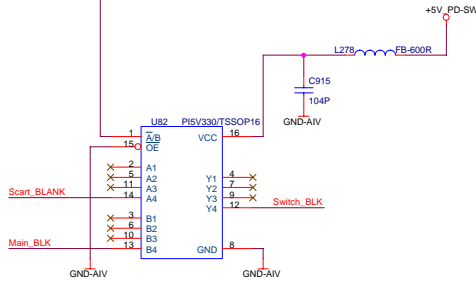 +5V_PD-SW
L278 FB-600R
C915
104P
GND-AIV
U82 PI5V330/TSSOP16
1 A/B VCC 16
15 OE
2 A1 Y1 4
5 A2 Y2 7
11 A3 Y3 9
Scart_BLANK 14 A4 Y4 12 Switch_BLK
3 B1
6 B2
10 B3
Main_BLK 13 B4 GND 8
GND-AIV GND-AIV